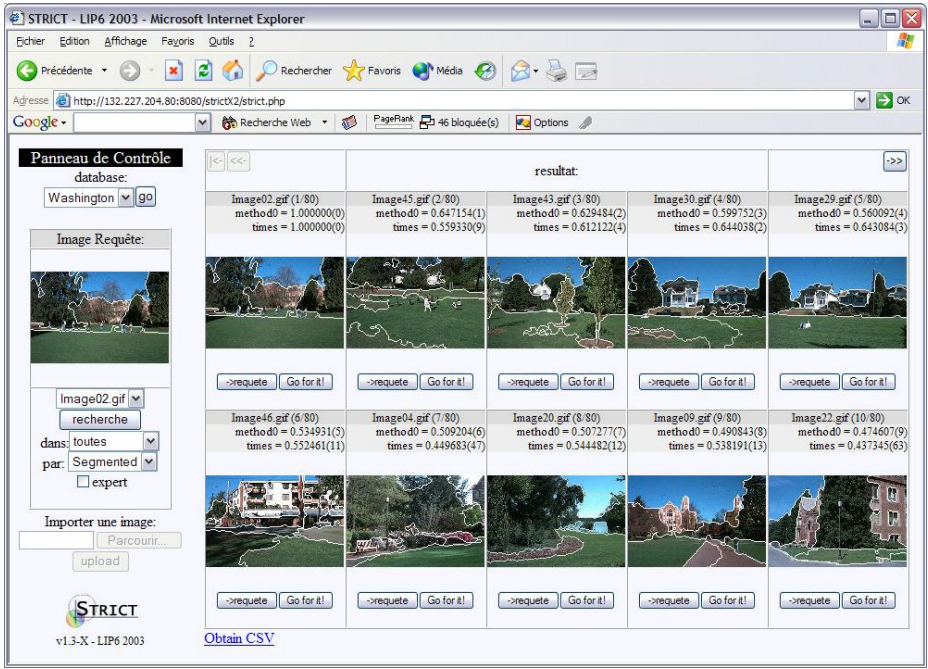 STRICT - LIP6 2003 - Microsoft Internet Explorer
Fichier Edition Affichage Favoris Outils ?
Précédente Rechercher Favoris Média
Adresse http://132.227.204.80:8080/strictX2/strict.php OK
Google Recherche Web PageRank 46 bloquée(s) Options
Panneau de Contrôle
database:
Washington go
Image Requête:
Image02.gif
recherche
dans: toutes
par: Segmented
expert
Importer une image:
Parcourir...
upload
STRICT
v1.3-X - LIP6 2003
|<- <<-
resultat:
->>
Image02.gif (1/80)
method0 = 1.000000(0)
times = 1.000000(0)
->requete Go for it!
Image45.gif (2/80)
method0 = 0.647154(1)
times = 0.559330(9)
->requete Go for it!
Image43.gif (3/80)
method0 = 0.629484(2)
times = 0.612122(4)
->requete Go for it!
Image30.gif (4/80)
method0 = 0.599752(3)
times = 0.644038(2)
->requete Go for it!
Image29.gif (5/80)
method0 = 0.560092(4)
times = 0.643084(3)
->requete Go for it!
Image46.gif (6/80)
method0 = 0.534931(5)
times = 0.552461(11)
->requete Go for it!
Image04.gif (7/80)
method0 = 0.509204(6)
times = 0.449683(47)
->requete Go for it!
Image20.gif (8/80)
method0 = 0.507277(7)
times = 0.544482(12)
->requete Go for it!
Image09.gif (9/80)
method0 = 0.490843(8)
times = 0.538191(13)
->requete Go for it!
Image22.gif (10/80)
method0 = 0.474607(9)
times = 0.437345(63)
->requete Go for it!
Obtain CSV